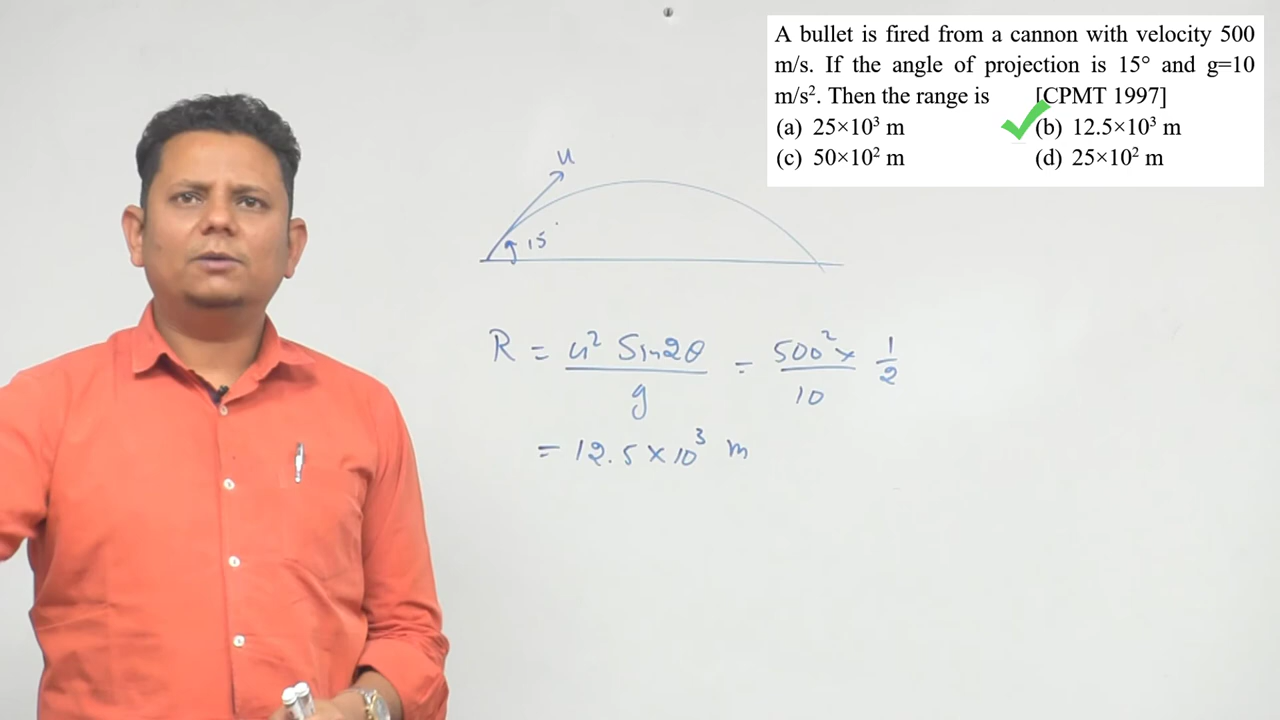 A bullet is fired from a cannon with velocity 500
m/s. If the angle of projection is 15° and g=10
m/s². Then the range is [CPMT 1997]
(a) 25×10³ m (b) 12.5×10³ m
(c) 50×10² m (d) 25×10² m
u
15°
R = u² Sin2θ / g = 500² × 1/2 / 10
= 12.5 × 10³ m